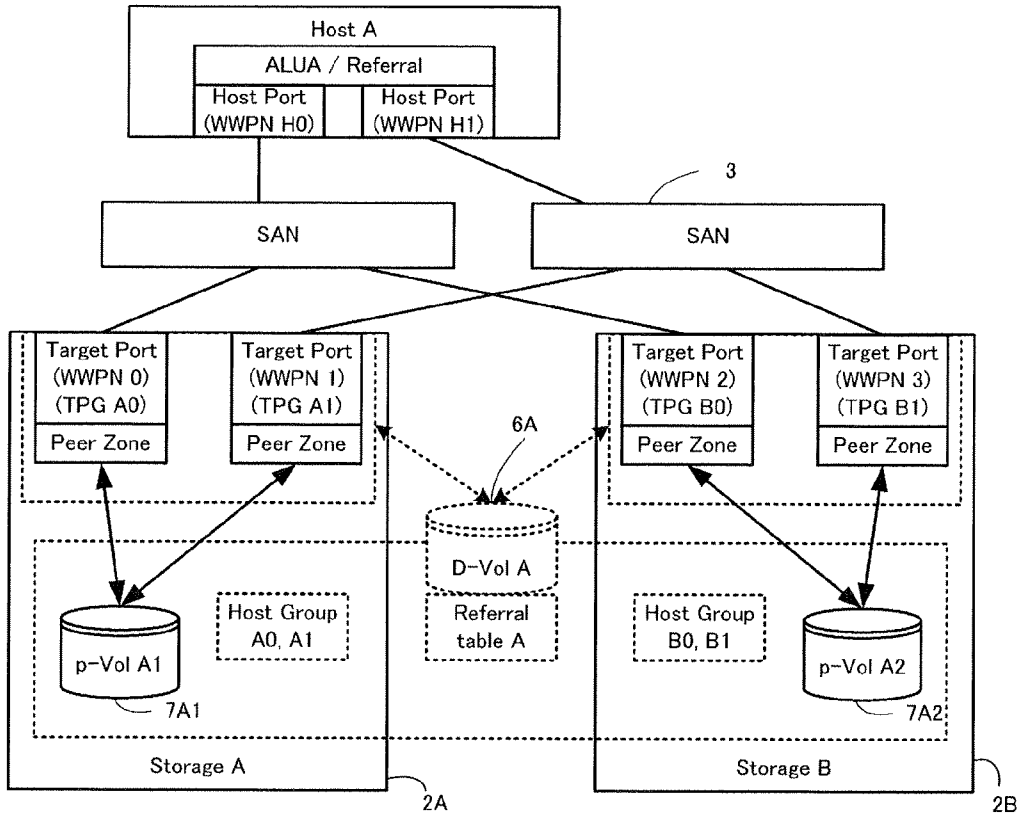 Host A
ALUA / Referral
Host Port
(WWPN H0)
Host Port
(WWPN H1)
3
SAN
SAN
Target Port
(WWPN 0)
(TPG A0)
Peer Zone
Target Port
(WWPN 1)
(TPG A1)
Peer Zone
Target Port
(WWPN 2)
(TPG B0)
Peer Zone
Target Port
(WWPN 3)
(TPG B1)
Peer Zone
6A
D-Vol A
Referral
table A
Host Group
A0, A1
Host Group
B0, B1
p-Vol A1
7A1
p-Vol A2
7A2
Storage A
2A
Storage B
2B